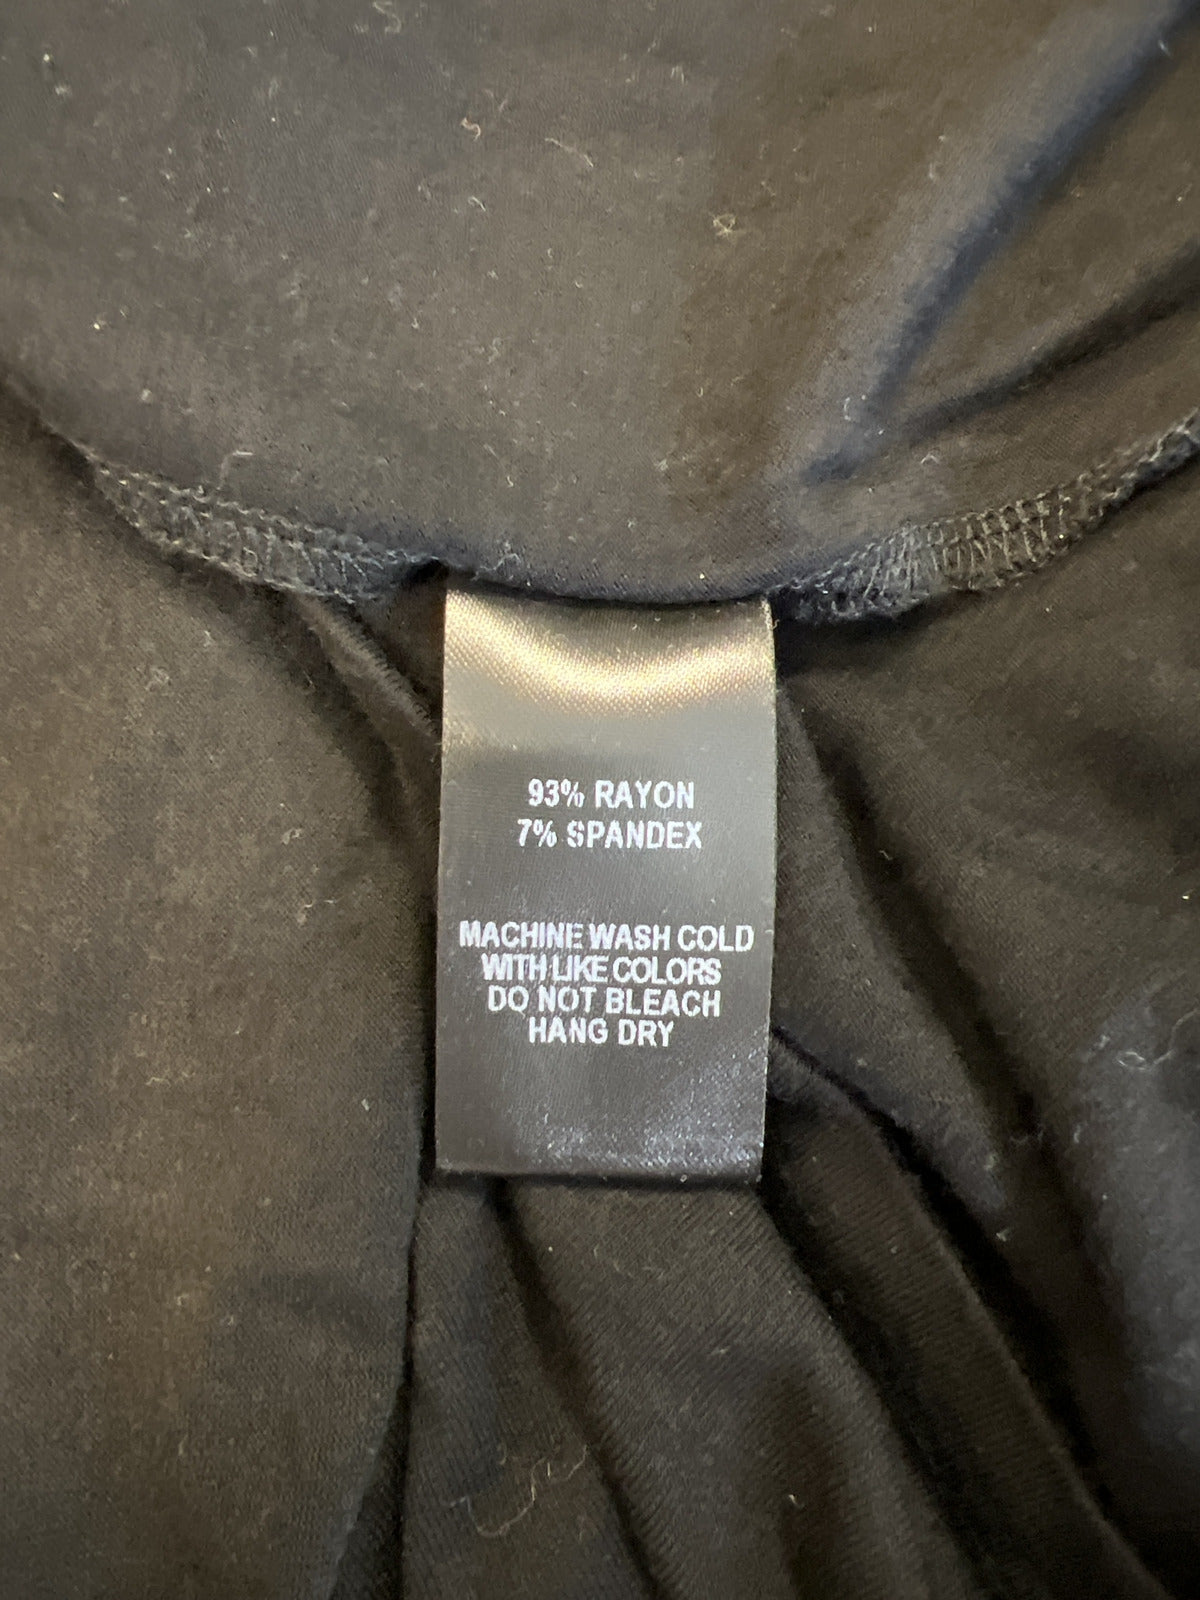 93% RAYON
7% SPANDEX
MACHINE WASH COLD
WITH LIKE COLORS
DO NOT BLEACH
HANG DRY